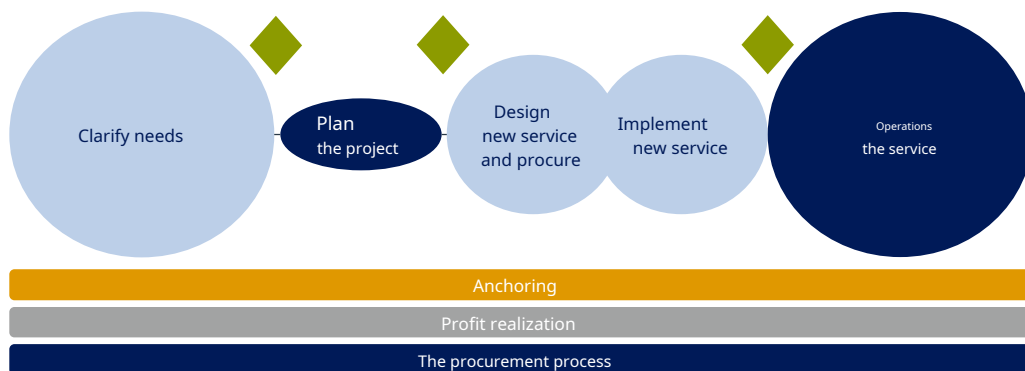 Clarify needs
Plan
the project
Design
new service
and procure
Implement
new service
Operations
the service
Anchoring
Profit realization
The procurement process